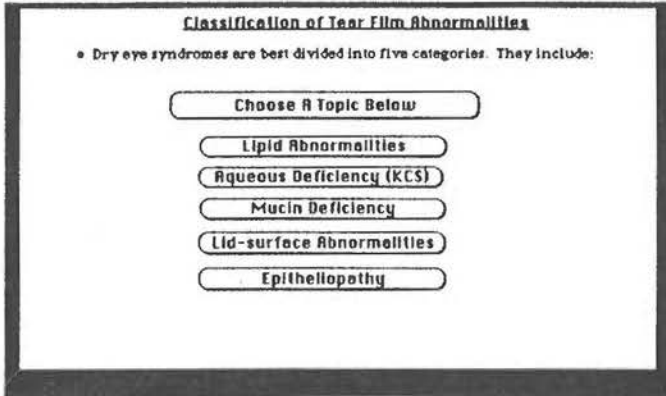 Classification of Tear Film Abnormalities
• Dry eye syndromes are best divided into five categories. They include:
Choose A Topic Below
Lipid Abnormalities
Aqueous Deficiency (KCS)
Mucin Deficiency
Lid-surface Abnormalities
Epitheliopathy